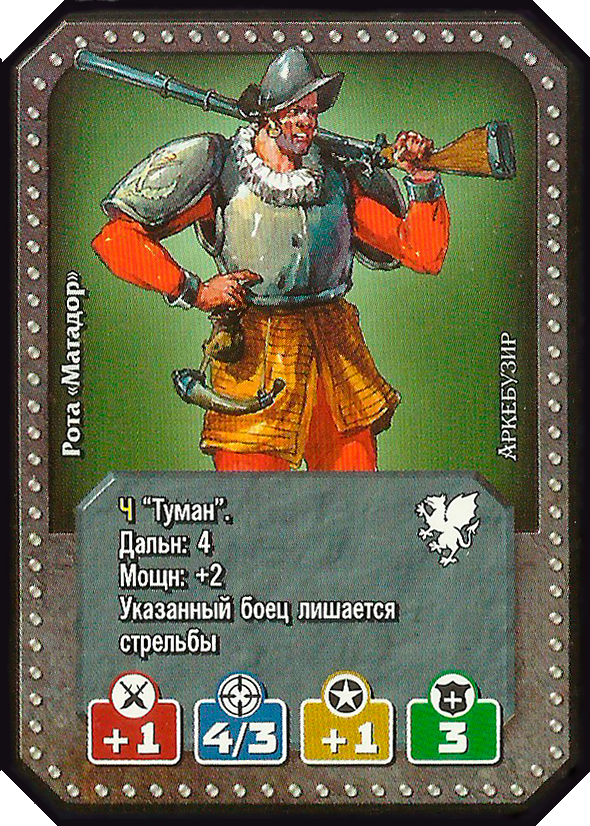 Рота «Матадор»
Аркебузир
Ч "Туман".
Дальн: 4
Мощн: +2
Указанный боец лишается
стрельбы
+1
4/3
+1
3